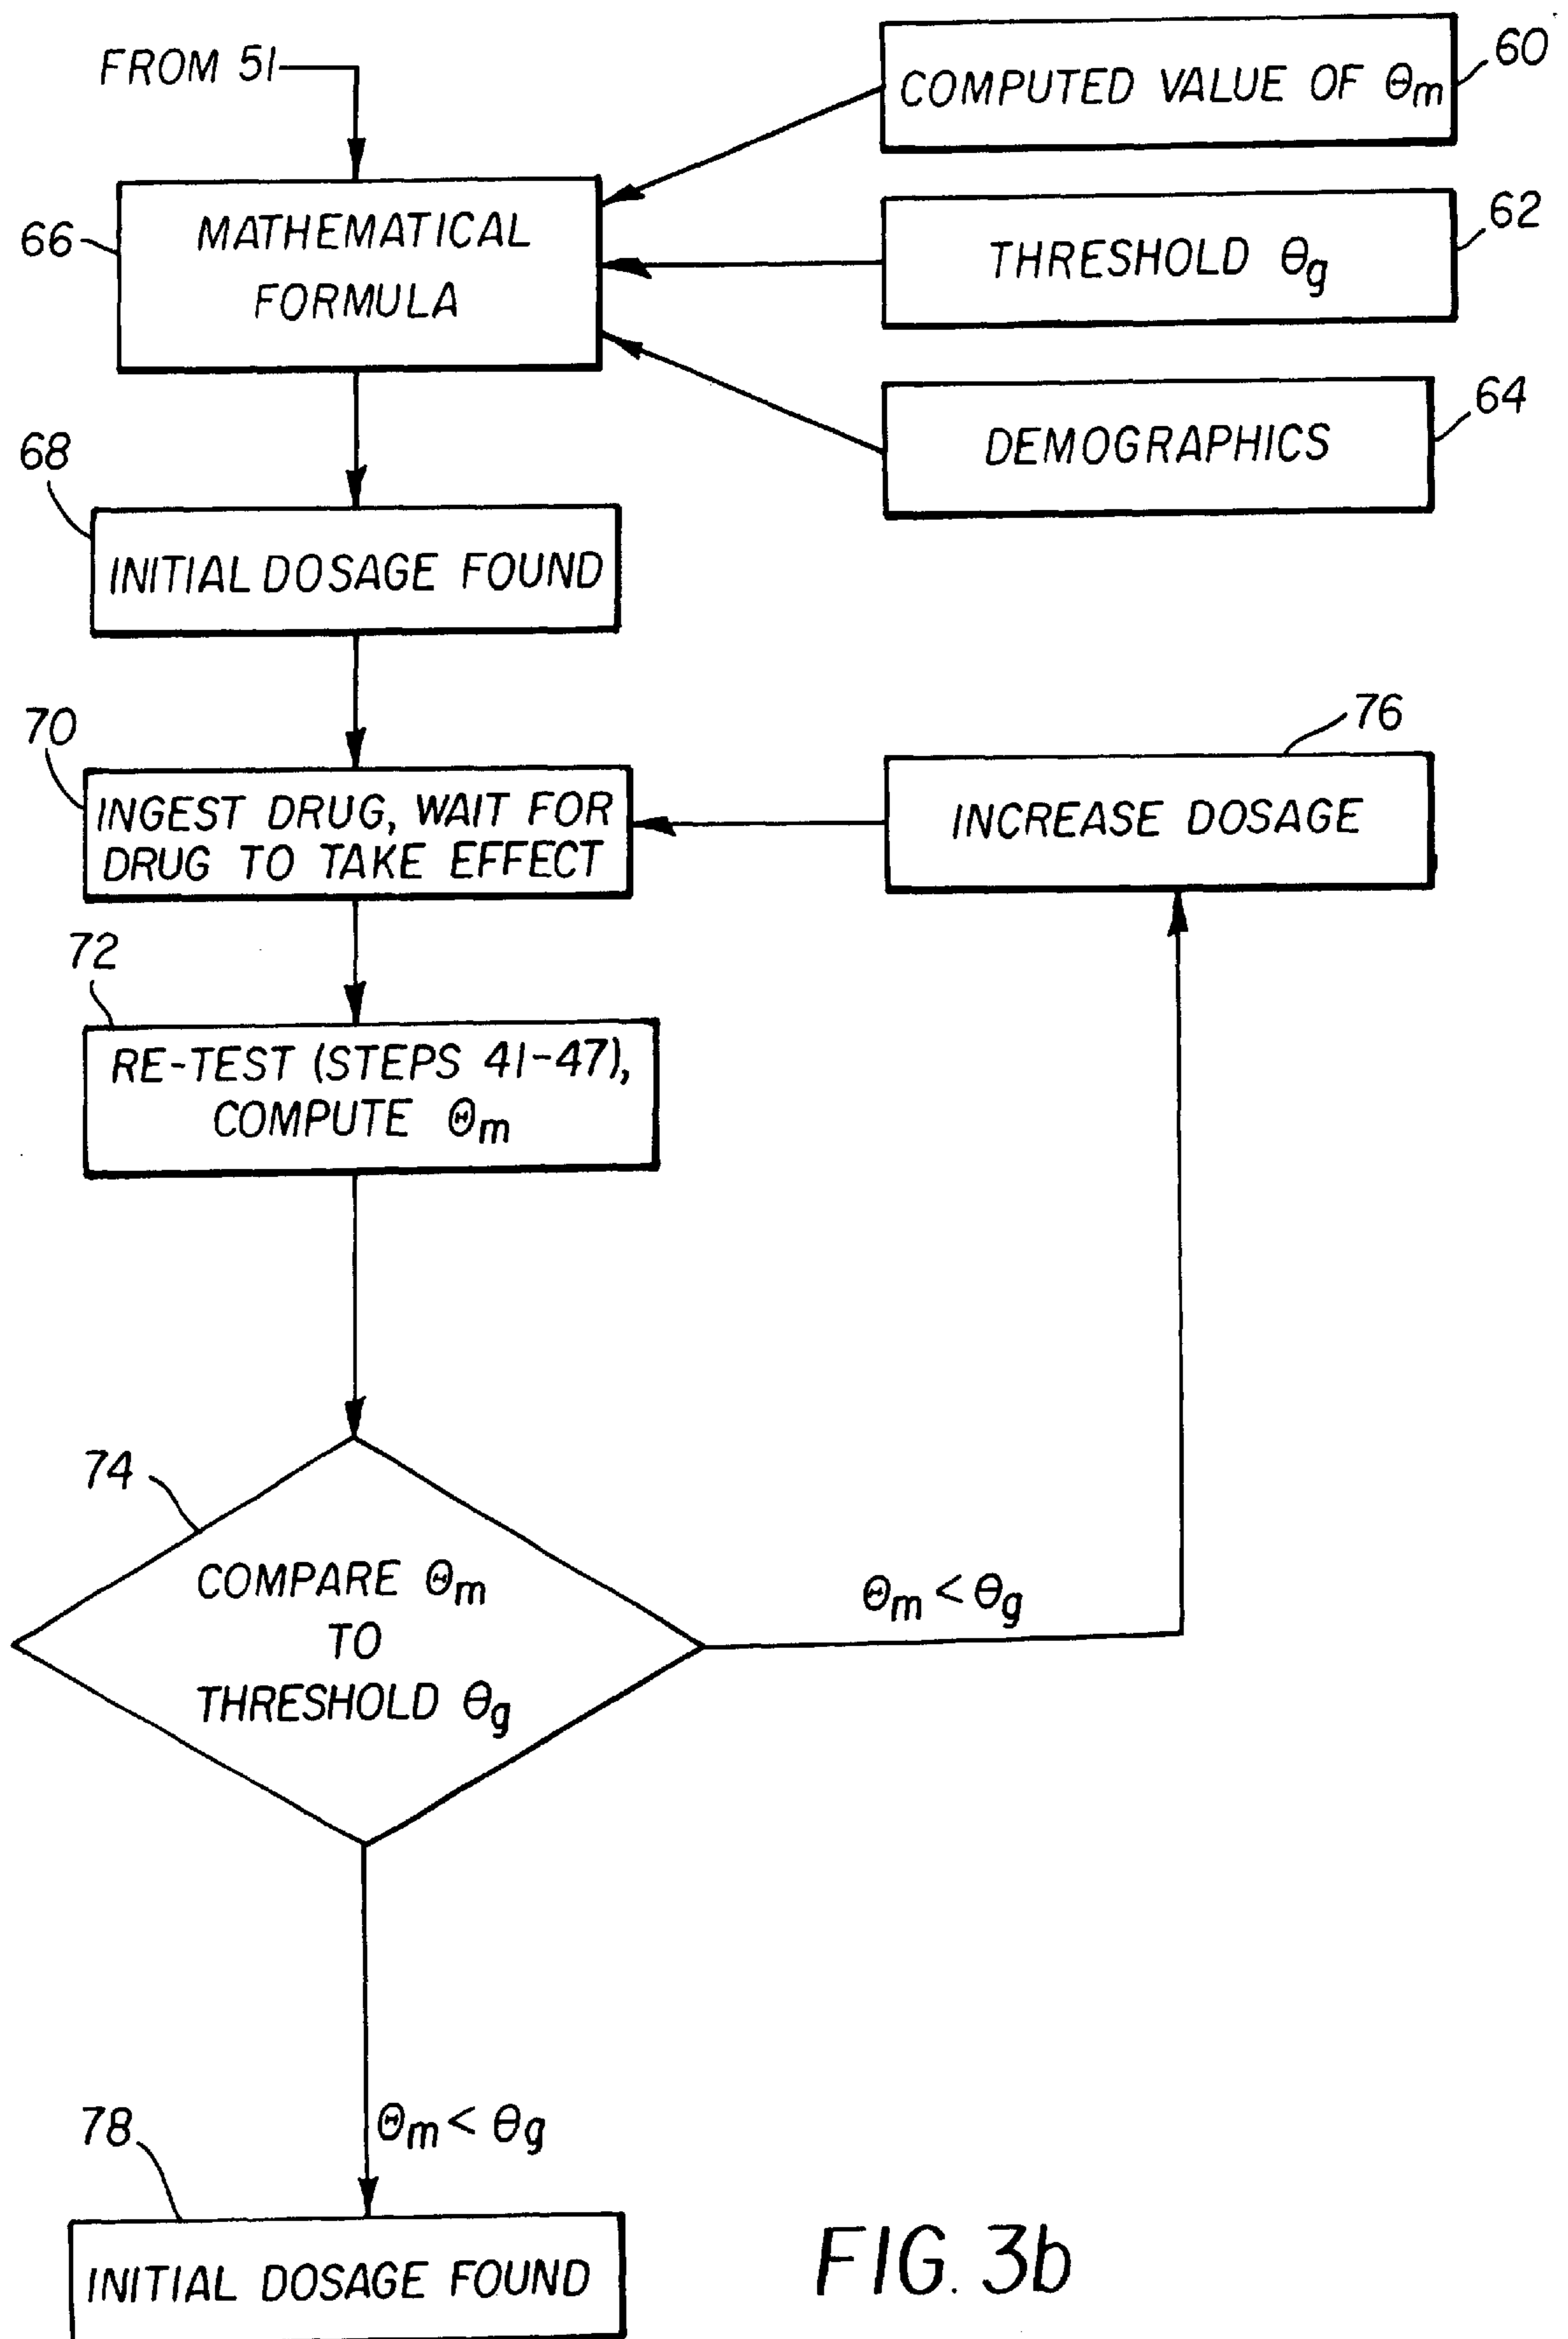 FROM 51
COMPUTED VALUE OF Θm
60
66
MATHEMATICAL
FORMULA
THRESHOLD θg
62
DEMOGRAPHICS
64
68
INITIAL DOSAGE FOUND
70
INGEST DRUG, WAIT FOR
DRUG TO TAKE EFFECT
76
INCREASE DOSAGE
72
RE-TEST (STEPS 41-47),
COMPUTE Θm
74
COMPARE Θm
TO
THRESHOLD θg
Θm < θg
Θm < θg
78
INITIAL DOSAGE FOUND
FIG. 3b